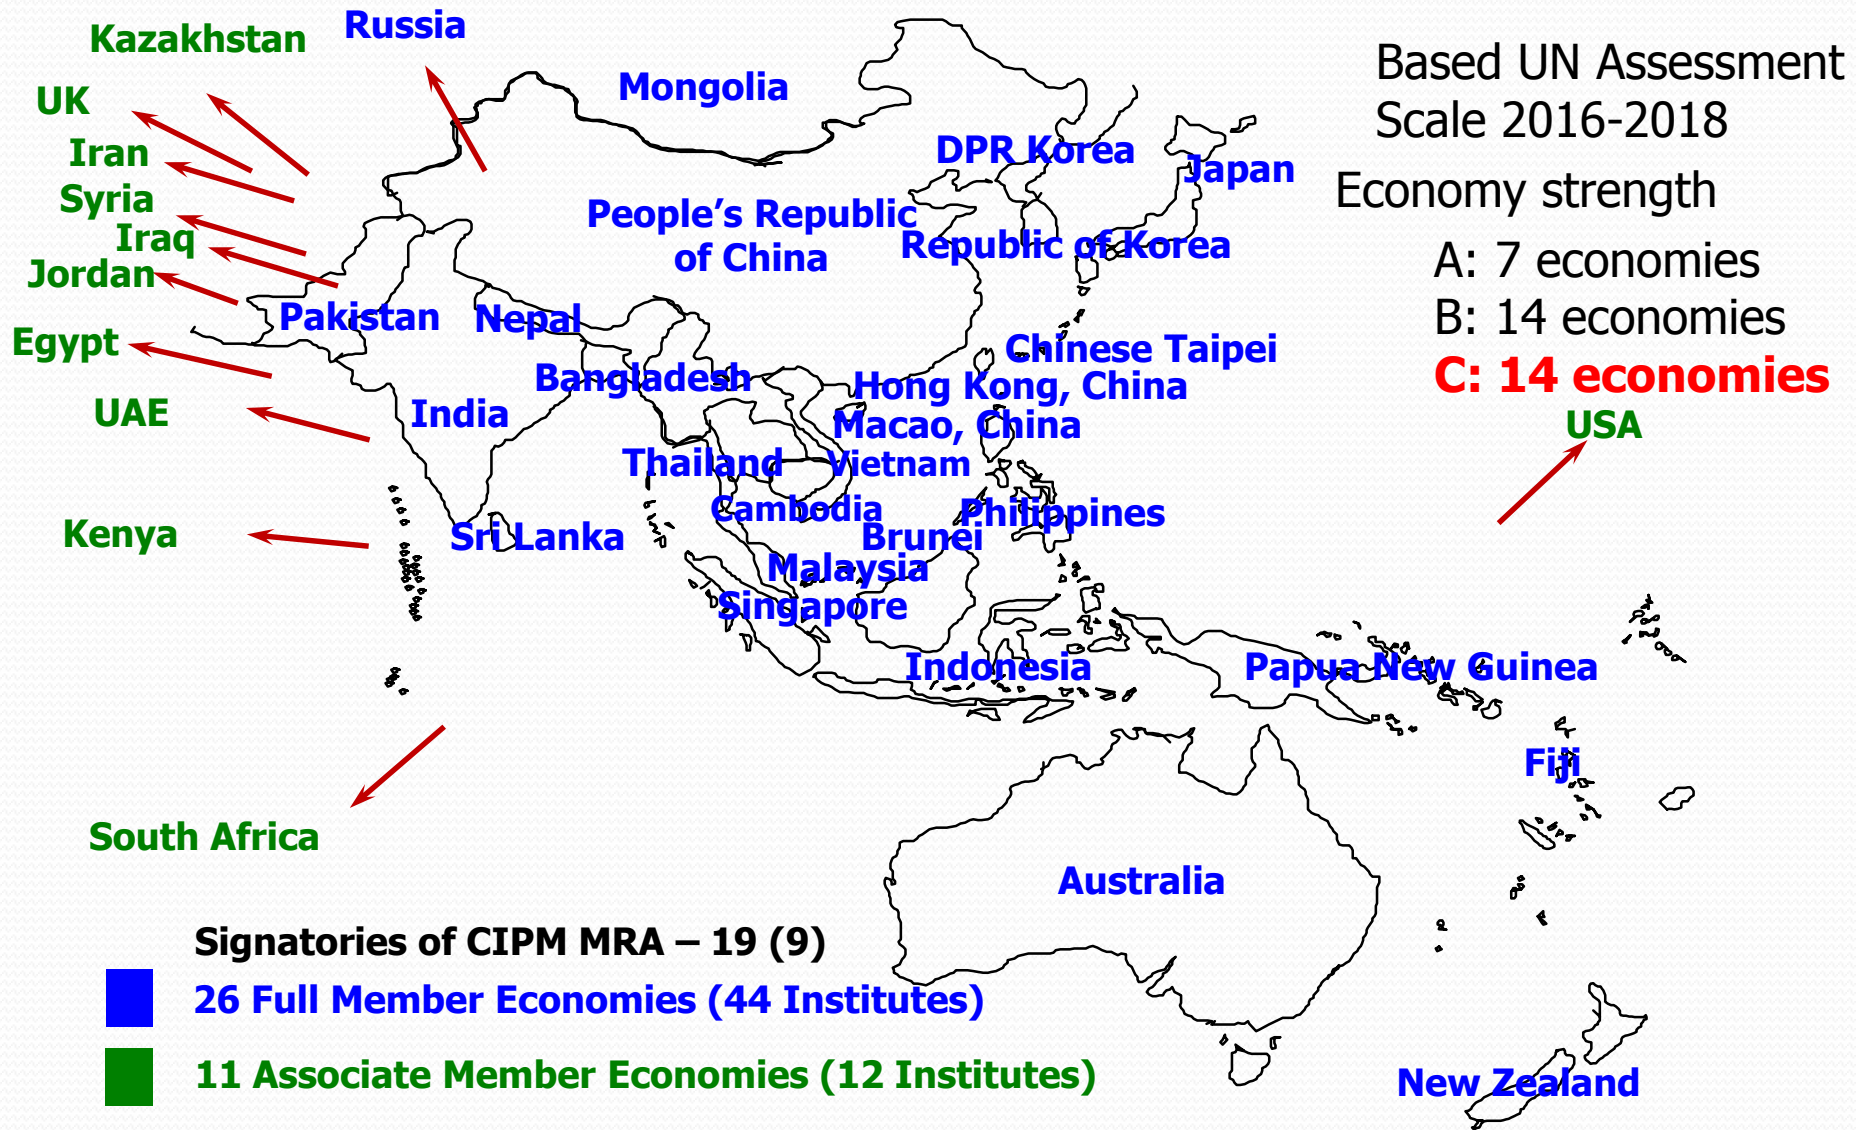 Kazakhstan
Russia
Mongolia
UK
Iran
Syria
Iraq
Jordan
Egypt
UAE
Kenya
South Africa
DPR Korea
Japan
People’s Republic
of China
Republic of Korea
Pakistan
Nepal
Bangladesh
India
Chinese Taipei
Hong Kong, China
Macao, China
Thailand
Vietnam
Cambodia
Philippines
Sri Lanka
Brunei
Malaysia
Singapore
Indonesia
Papua New Guinea
Fiji
Australia
New Zealand
Based UN Assessment
Scale 2016-2018
Economy strength
A: 7 economies
B: 14 economies
C: 14 economies
USA
Signatories of CIPM MRA – 19 (9)
26 Full Member Economies (44 Institutes)
11 Associate Member Economies (12 Institutes)